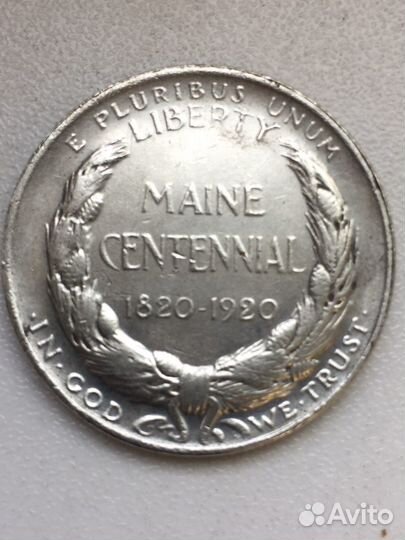 E PLURIBUS UNUM
LIBERTY
MAINE
CENTENNIAL
1820-1920
·IN·GOD WE·TRUST·
Avito